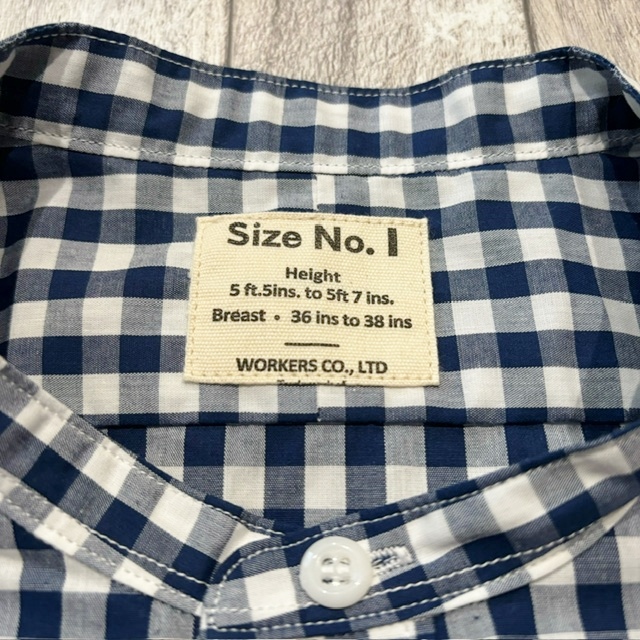 Size No. 1
Height
5 ft.5ins. to 5ft 7 ins.
Breast • 36 ins to 38 ins
WORKERS CO., LTD